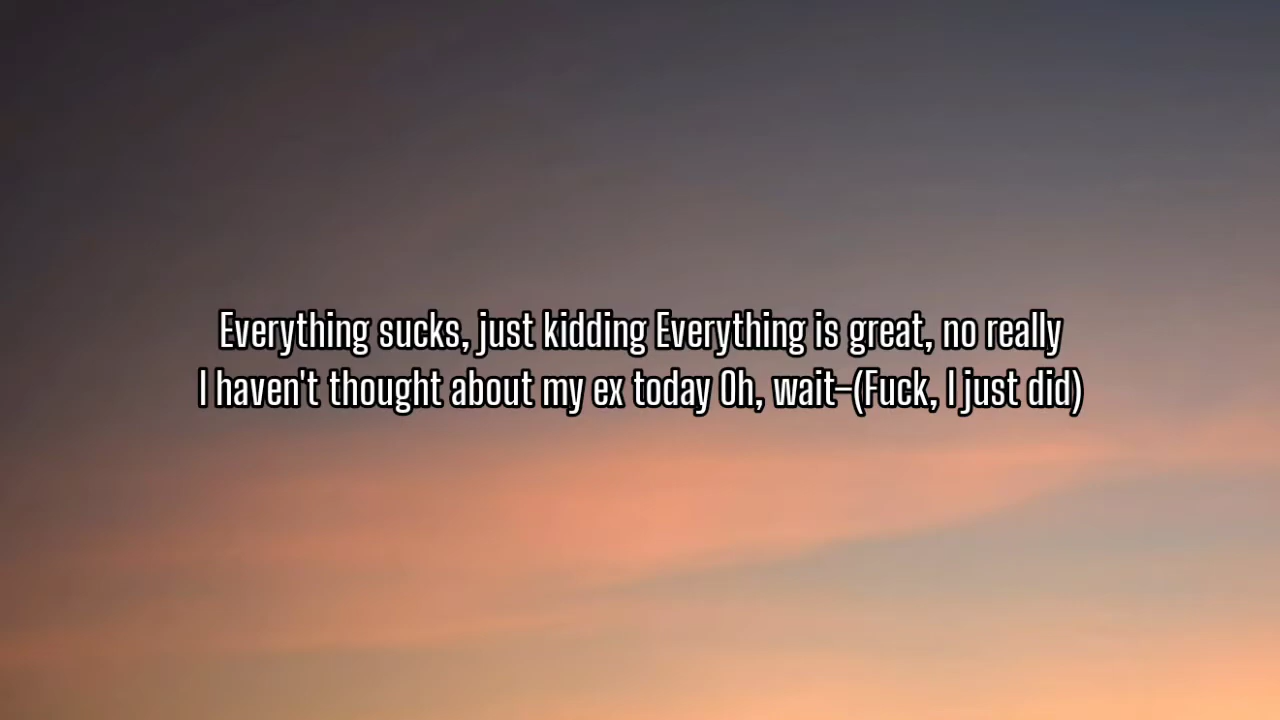 Everything sucks, just kidding Everything is great, no really
I haven't thought about my ex today Oh, wait–(Fuck, I just did)